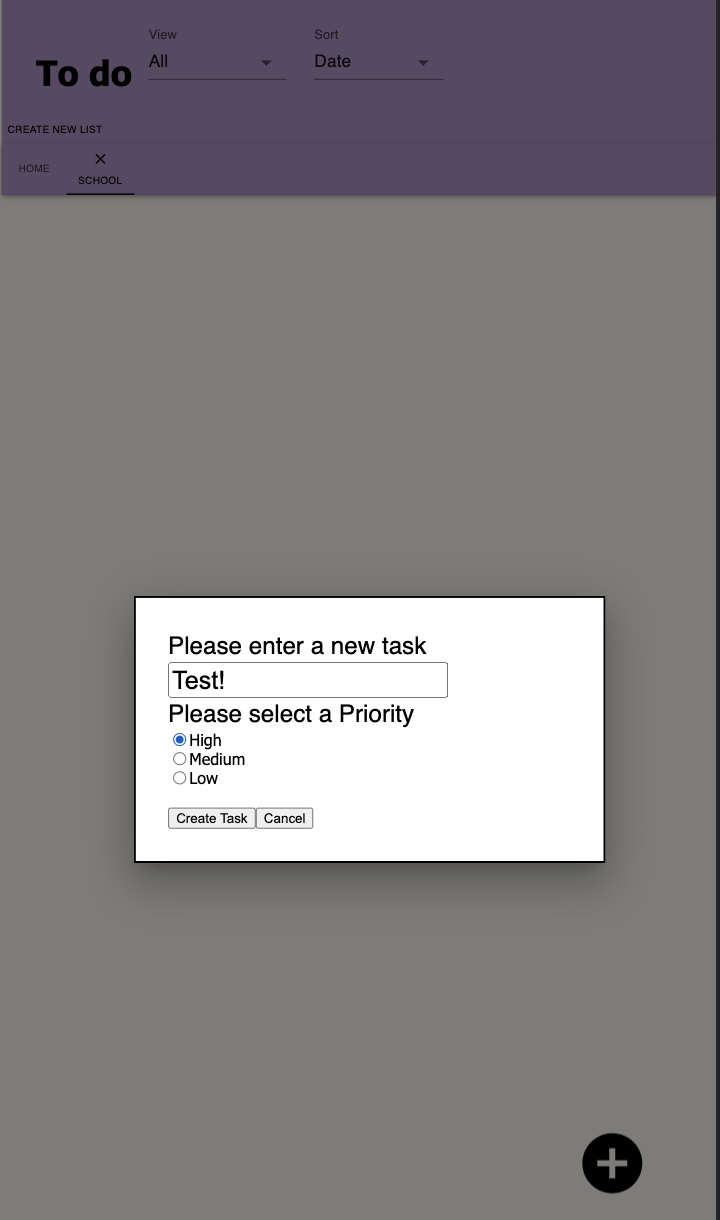 View
Sort
To do
All
Date
CREATE NEW LIST
HOME
SCHOOL
Please enter a new task
Test!
Please select a Priority
High
Medium
Low
Create Task Cancel